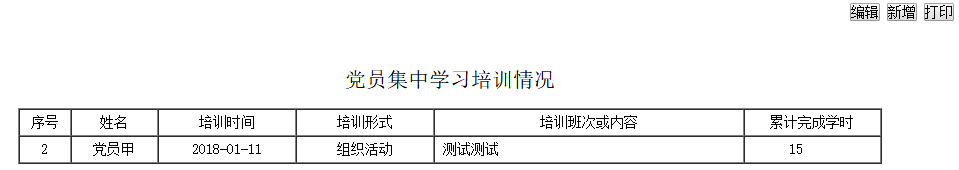 编辑 新增 打印
党员集中学习培训情况
序号 姓名 培训时间 培训形式 培训班次或内容 累计完成学时
2 党员甲 2018-01-11 组织活动 测试测试 15